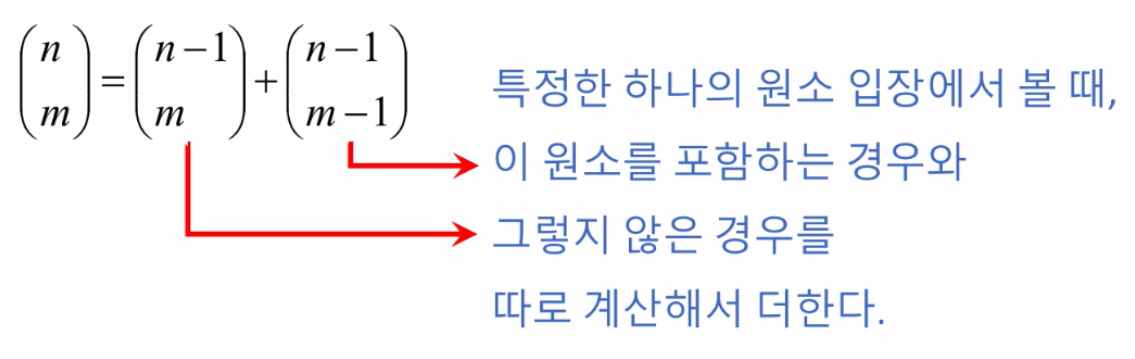 $\binom{n}{m} = \binom{n-1}{m} + \binom{n-1}{m-1}$
특정한 하나의 원소 입장에서 볼 때,
이 원소를 포함하는 경우와
그렇지 않은 경우를
따로 계산해서 더한다.